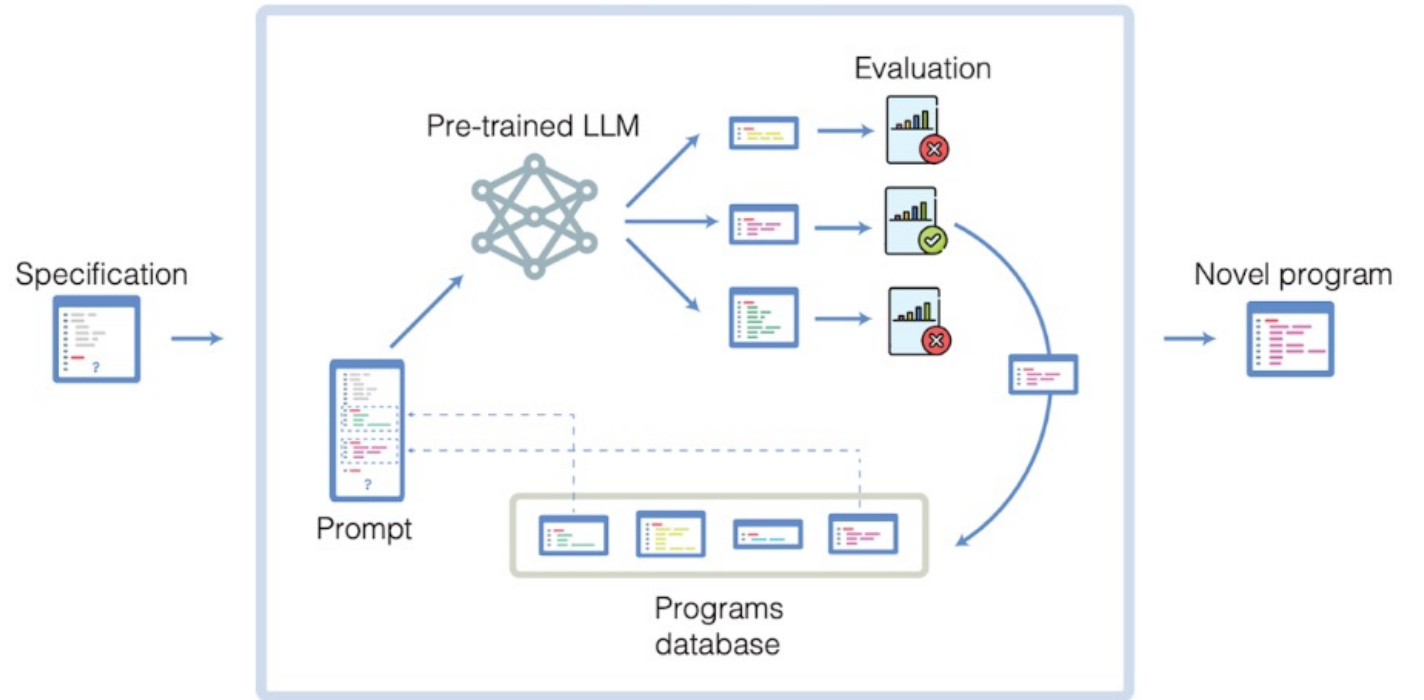 Specification
?
Prompt
?
Pre-trained LLM
Evaluation
Programs
database
Novel program